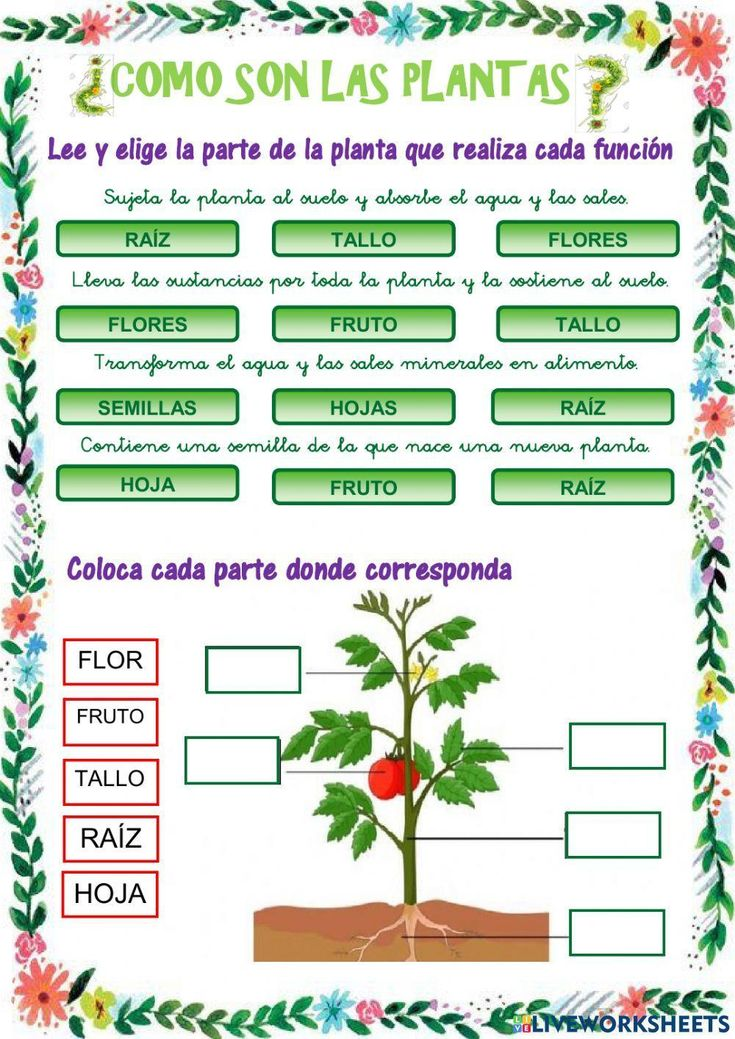 ¿COMO SON LAS PLANTAS?
Lee y elige la parte de la planta que realiza cada función
Sujeta la planta al suelo y absorbe el agua y las sales.
RAÍZ TALLO FLORES
Lleva las sustancias por toda la planta y la sostiene al suelo.
FLORES FRUTO TALLO
Transforma el agua y las sales minerales en alimento.
SEMILLAS HOJAS RAÍZ
Contiene una semilla de la que nace una nueva planta.
HOJA FRUTO RAÍZ
Coloca cada parte donde corresponda
FLOR
FRUTO
TALLO
RAÍZ
HOJA
LIVEWORKSHEETS